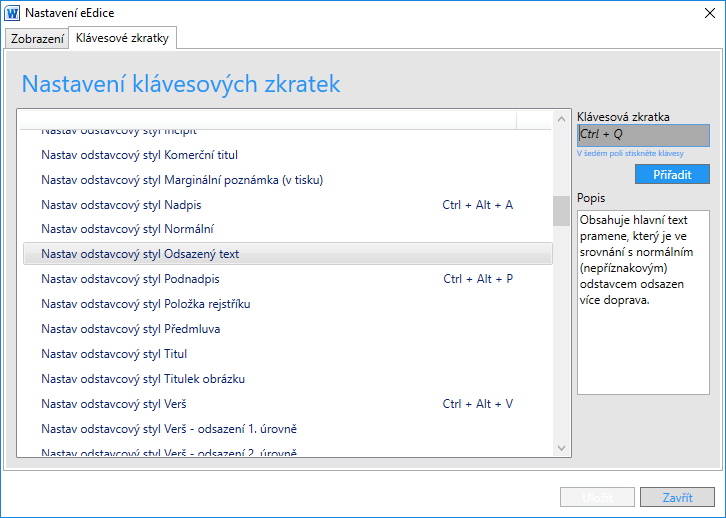 Nastavení eEdice
Zobrazení
Klávesové zkratky
Nastavení klávesových zkratek
Nastav odstavcový styl Incipit
Nastav odstavcový styl Komerční titul
Nastav odstavcový styl Marginální poznámka (v tisku)
Nastav odstavcový styl Nadpis Ctrl + Alt + A
Nastav odstavcový styl Normální
Nastav odstavcový styl Odsazený text
Nastav odstavcový styl Podnadpis Ctrl + Alt + P
Nastav odstavcový styl Položka rejstříku
Nastav odstavcový styl Předmluva
Nastav odstavcový styl Titul
Nastav odstavcový styl Titulek obrázku
Nastav odstavcový styl Verš Ctrl + Alt + V
Nastav odstavcový styl Verš - odsazení 1. úrovně
Nastav odstavcový styl Verš - odsazení 2. úrovně
Klávesová zkratka
Ctrl + Q
V šedém poli stiskněte klávesy
Přiřadit
Popis
Obsahuje hlavní text
pramene, který je ve
srovnání s normálním
(nepříznakovým)
odstavcem odsazen
více doprava.
Uložit
Zavřít